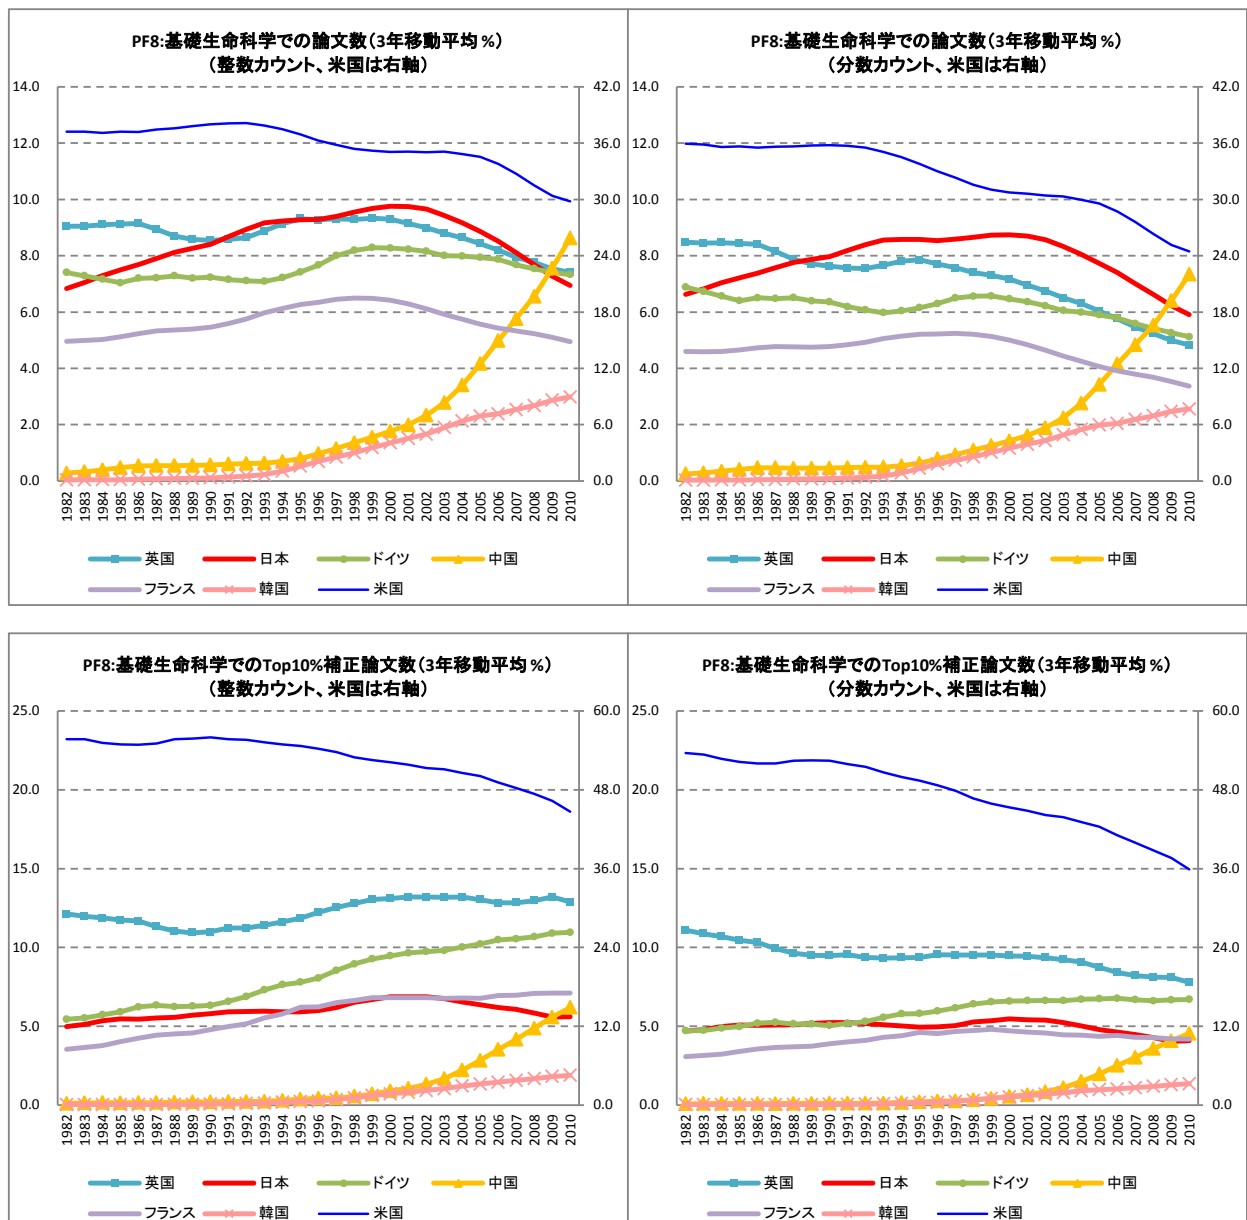 PF8:基礎生命科学での論文数(3年移動平均 %)
(整数カウント、米国は右軸)
14.0
12.0
10.0
8.0
6.0
4.0
2.0
0.0
42.0
36.0
30.0
24.0
18.0
12.0
6.0
0.0
1982 1983 1984 1985 1986 1987 1988 1989 1990 1991 1992 1993 1994 1995 1996 1997 1998 1999 2000 2001 2002 2003 2004 2005 2006 2007 2008 2009 2010
英国 日本 ドイツ 中国
フランス 韓国 米国
PF8:基礎生命科学での論文数(3年移動平均 %)
(分数カウント、米国は右軸)
14.0
12.0
10.0
8.0
6.0
4.0
2.0
0.0
42.0
36.0
30.0
24.0
18.0
12.0
6.0
0.0
1982 1983 1984 1985 1986 1987 1988 1989 1990 1991 1992 1993 1994 1995 1996 1997 1998 1999 2000 2001 2002 2003 2004 2005 2006 2007 2008 2009 2010
英国 日本 ドイツ 中国
フランス 韓国 米国
PF8:基礎生命科学でのTop10%補正論文数(3年移動平均 %)
(整数カウント、米国は右軸)
25.0
20.0
15.0
10.0
5.0
0.0
60.0
48.0
36.0
24.0
12.0
0.0
1982 1983 1984 1985 1986 1987 1988 1989 1990 1991 1992 1993 1994 1995 1996 1997 1998 1999 2000 2001 2002 2003 2004 2005 2006 2007 2008 2009 2010
英国 日本 ドイツ 中国
フランス 韓国 米国
PF8:基礎生命科学でのTop10%補正論文数(3年移動平均 %)
(分数カウント、米国は右軸)
25.0
20.0
15.0
10.0
5.0
0.0
60.0
48.0
36.0
24.0
12.0
0.0
1982 1983 1984 1985 1986 1987 1988 1989 1990 1991 1992 1993 1994 1995 1996 1997 1998 1999 2000 2001 2002 2003 2004 2005 2006 2007 2008 2009 2010
英国 日本 ドイツ 中国
フランス 韓国 米国